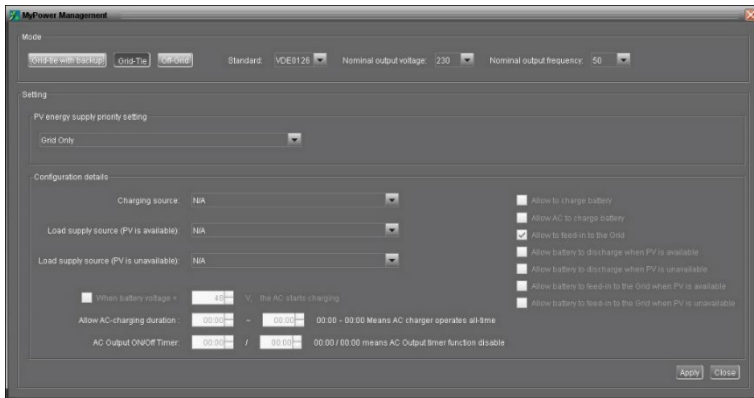 MyPower Management
Mode
Grid-tie with backup Grid-Tie Off-Grid Standard: VDE0126 Nominal output voltage: 230 Nominal output frequency: 50
Setting
PV energy supply priority setting
Grid Only
Configuration details
Charging source: N/A
Load supply source (PV is available): N/A
Load supply source (PV is unavailable): N/A
When battery voltage < 40 V, the AC starts charging
Allow AC-charging duration : 00:00 ~ 00:00 00:00 - 00:00 Means AC charger operates all-time
AC Output ON/Off Timer: 00:00 / 00:00 00:00 / 00:00 means AC Output timer function disable
Allow to charge battery
Allow AC to charge battery
Allow to feed-in to the Grid
Allow battery to discharge when PV is available
Allow battery to discharge when PV is unavailable
Allow battery to feed-in to the Grid when PV is available
Allow battery to feed-in to the Grid when PV is unavailable
Apply Close